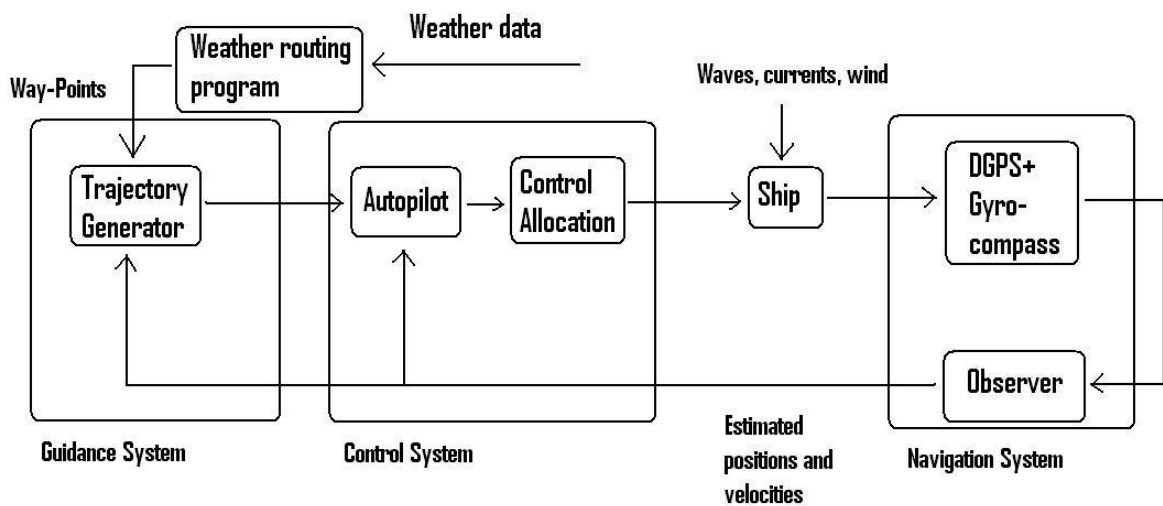 Weather data
Weather routing
program
Way-Points
Waves, currents, wind
Trajectory
Generator
Autopilot
Control
Allocation
Ship
DGPS+
Gyro-
compass
Observer
Guidance System
Control System
Estimated
positions and
velocities
Navigation System